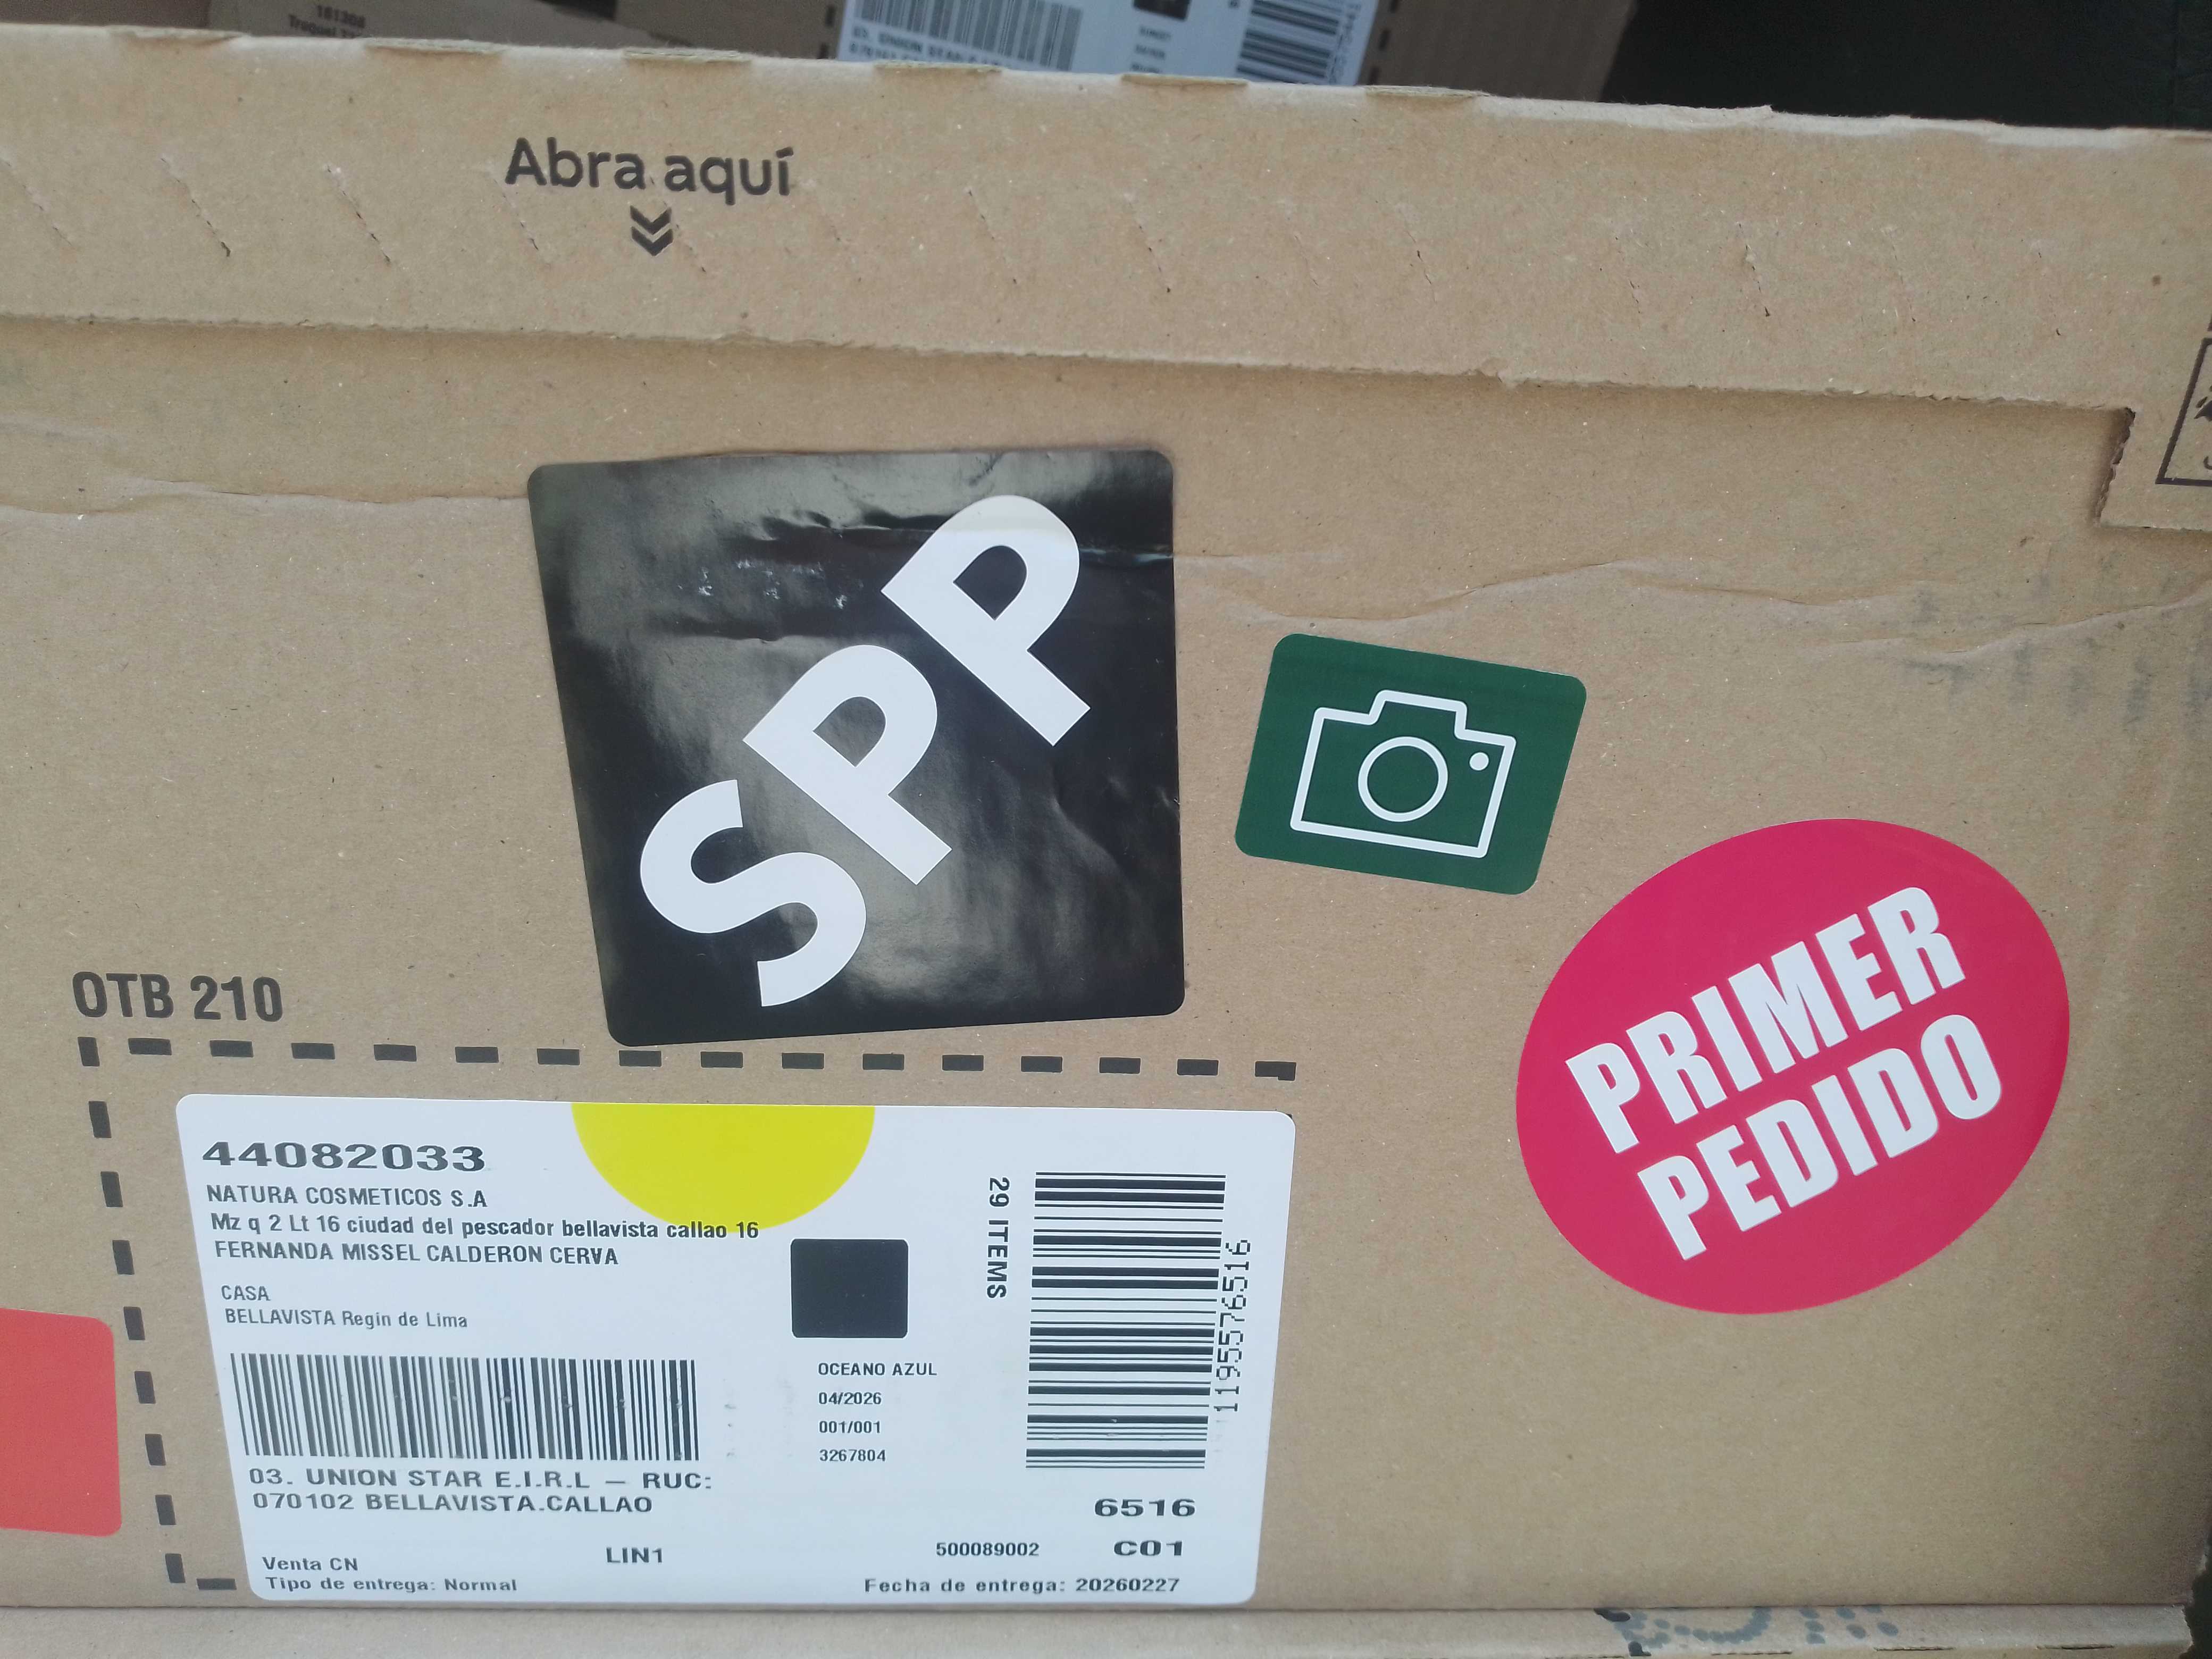 181308
Abra aquí
SPP
PRIMER
PEDIDO
OTB 210
44082033
NATURA COSMETICOS S.A
Mz q 2 Lt 16 ciudad del pescador bellavista callao 16
FERNANDA MISSEL CALDERON CERVA
CASA
BELLAVISTA Regin de Lima
29 ITEMS
1195576516
OCEANO AZUL
04/2026
001/001
3267804
03. UNION STAR E.I.R.L — RUC:
070102 BELLAVISTA.CALLAO
6516
LIN1
500089002
C01
Venta CN
Tipo de entrega: Normal
Fecha de entrega: 20260227